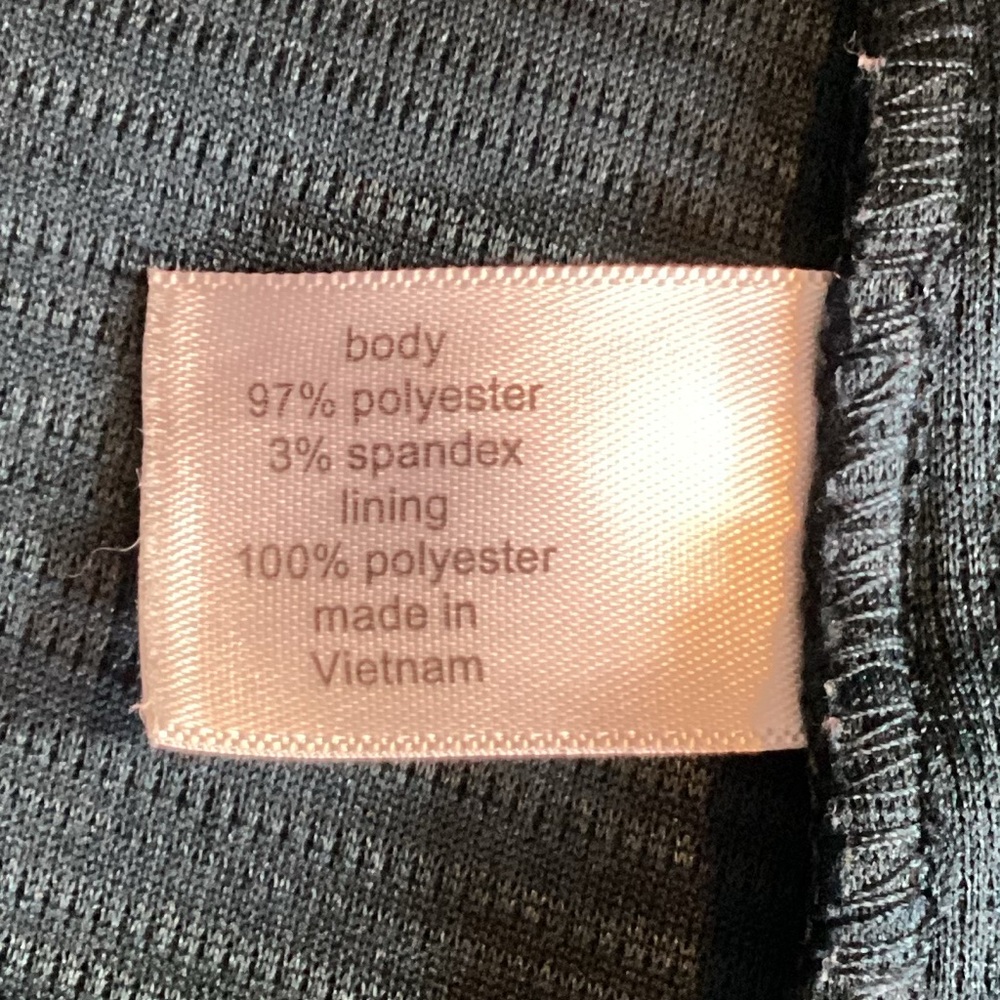 body
97% polyester
3% spandex
lining
100% polyester
made in
Vietnam